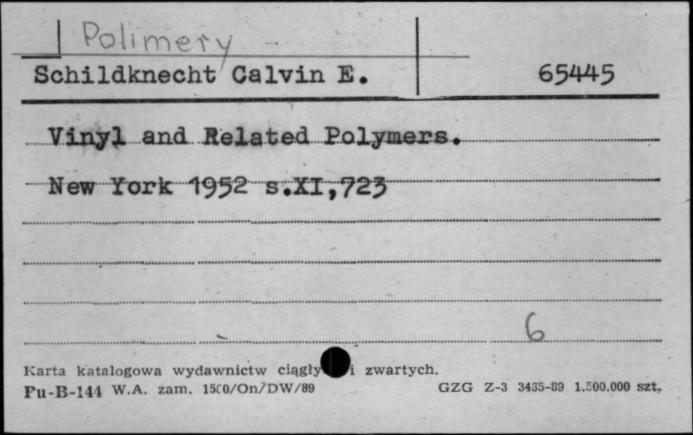 Polimery -
Schildknecht Calvin E. 65445
Vinyl and Related Polymers.
New York 1952 s.XI,723
6
Karta katalogowa wydawnictw ciągły i zwartych.
Pu-B-144 W.A. zam. 1500/On/DW/89 GZG Z-3 3435-89 1.500.000 szt.